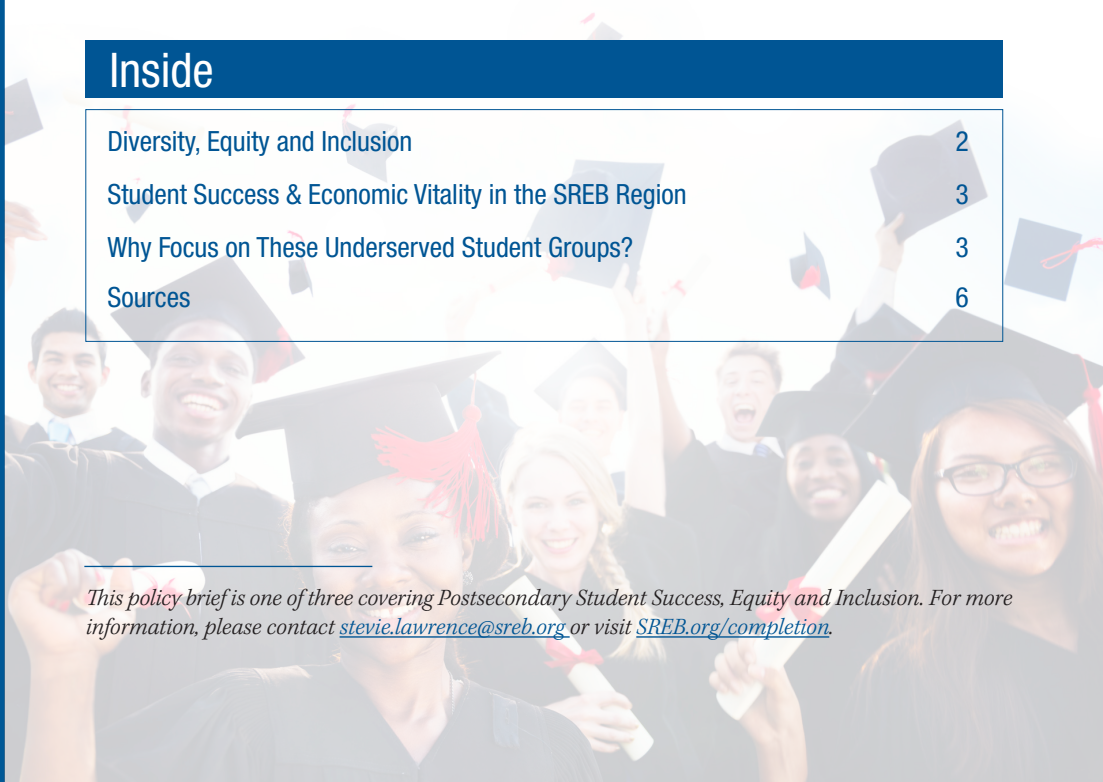 Inside
Diversity, Equity and Inclusion 2
Student Success & Economic Vitality in the SREB Region 3
Why Focus on These Underserved Student Groups? 3
Sources 6
This policy brief is one of three covering Postsecondary Student Success, Equity and Inclusion. For more
information, please contact stevie.lawrence@sreb.org or visit SREB.org/completion.